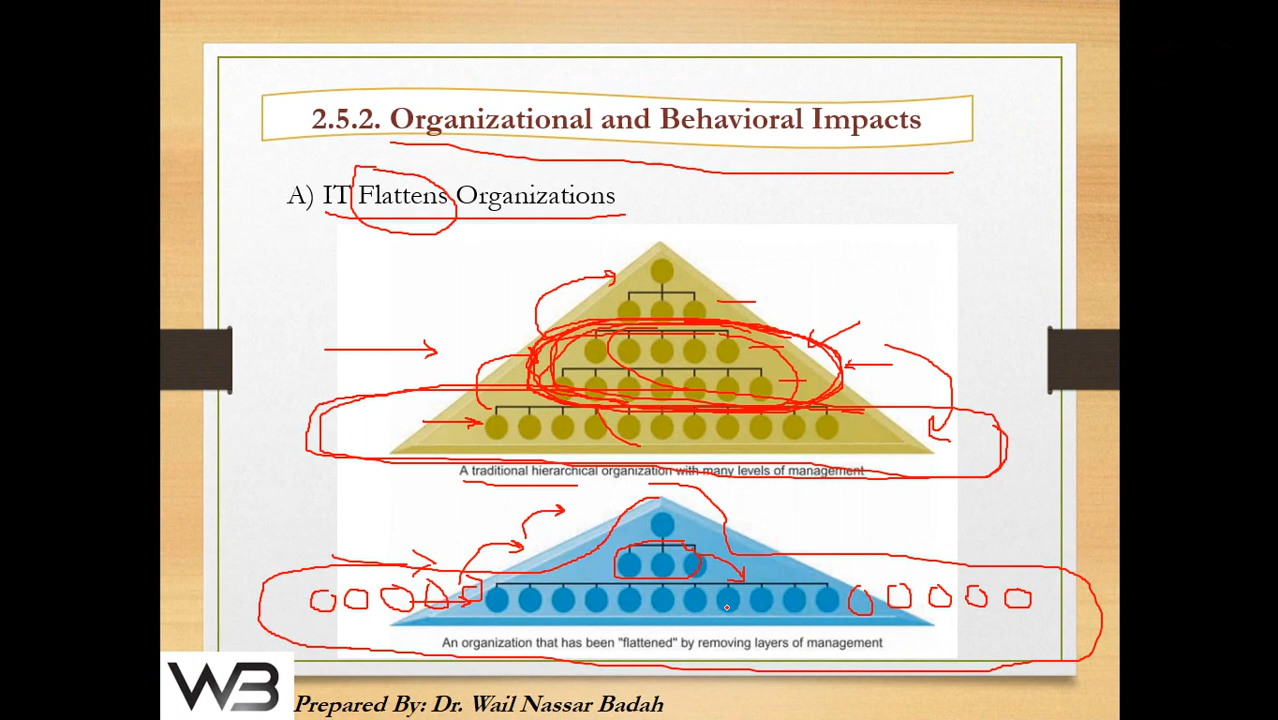 2.5.2. Organizational and Behavioral Impacts
A) IT Flattens Organizations
A traditional hierarchical organization with many levels of management
An organization that has been "flattened" by removing layers of management
WB
Prepared By: Dr. Wail Nassar Badah